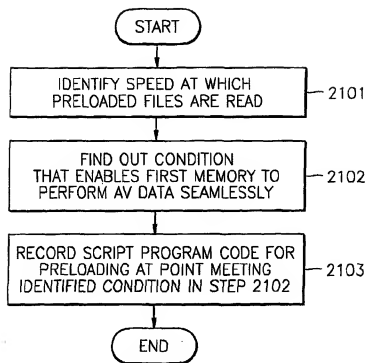 START
IDENTIFY SPEED AT WHICH
PRELOADED FILES ARE READ
2101
FIND OUT CONDITION
THAT ENABLES FIRST MEMORY TO
PERFORM AV DATA SEAMLESSLY
2102
RECORD SCRIPT PROGRAM CODE FOR
PRELOADING AT POINT MEETING
IDENTIFIED CONDITION IN STEP 2102
2103
END